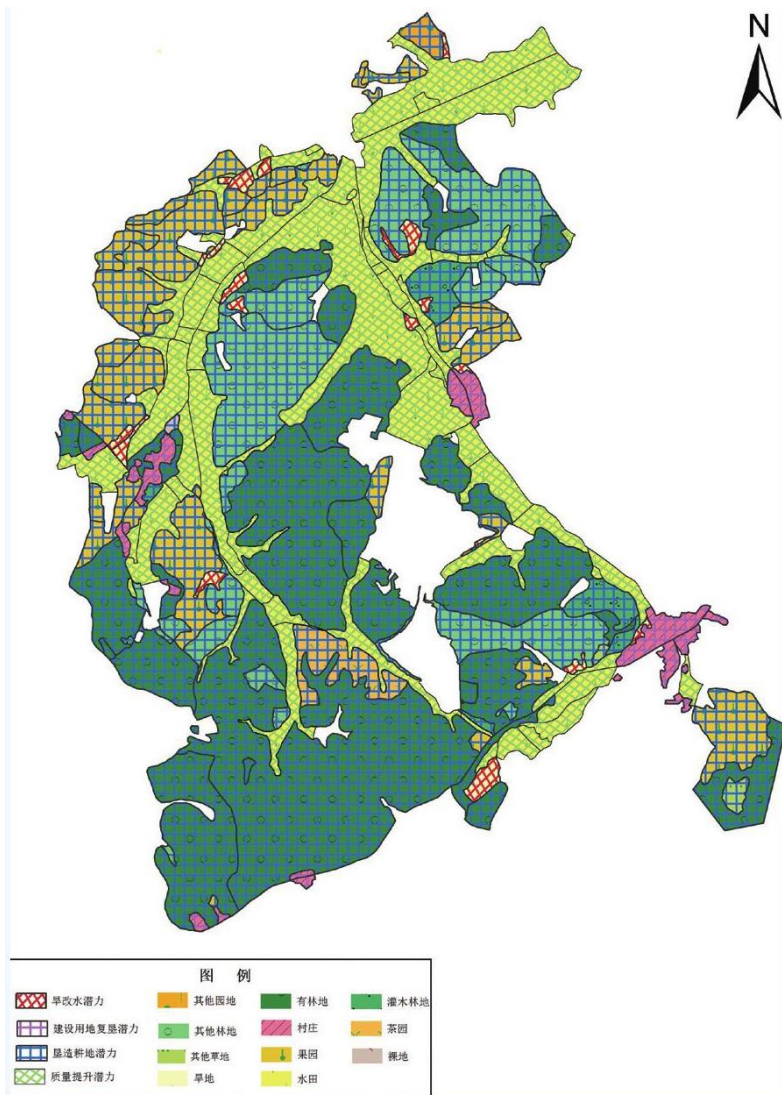 N
图 例
旱改水潜力 其他园地 有林地 灌木林地
建设用地复垦潜力 其他林地 村庄 茶园
垦造耕地潜力 其他草地 果园 裸地
质量提升潜力 旱地 水田